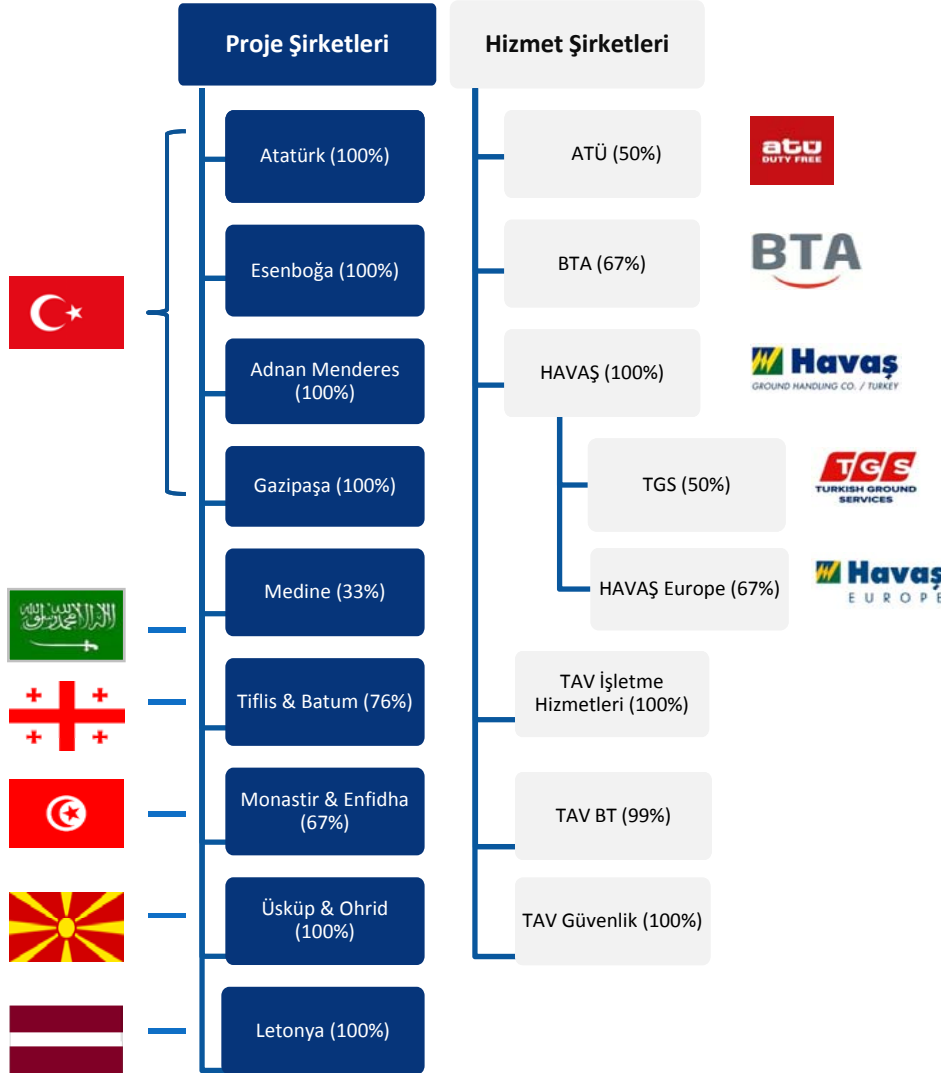 Proje Şirketleri
Hizmet Şirketleri
Atatürk (100%)
Esenboğa (100%)
Adnan Menderes
(100%)
Gazipaşa (100%)
Medine (33%)
Tiflis & Batum (76%)
Monastir & Enfidha
(67%)
Üsküp & Ohrid
(100%)
Letonya (100%)
ATÜ (50%)
BTA (67%)
HAVAŞ (100%)
TGS (50%)
HAVAŞ Europe (67%)
TAV İşletme
Hizmetleri (100%)
TAV BT (99%)
TAV Güvenlik (100%)
atü
DUTY FREE
BTA
Havaş
GROUND HANDLING CO. / TURKEY
TGS
TURKISH GROUND
SERVICES
Havaş
EUROPE